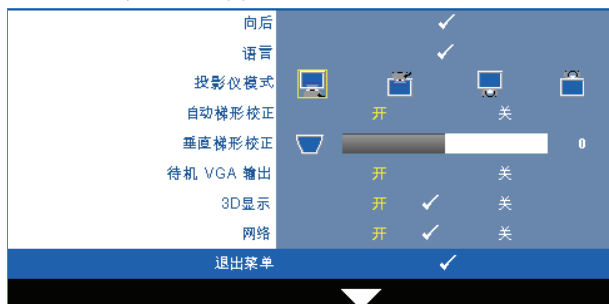 向后
语言
投影仪模式
自动梯形校正 开 关
垂直梯形校正 0
待机 VGA 输出 开 关
3D显示 开 关
网络 开 关
退出菜单